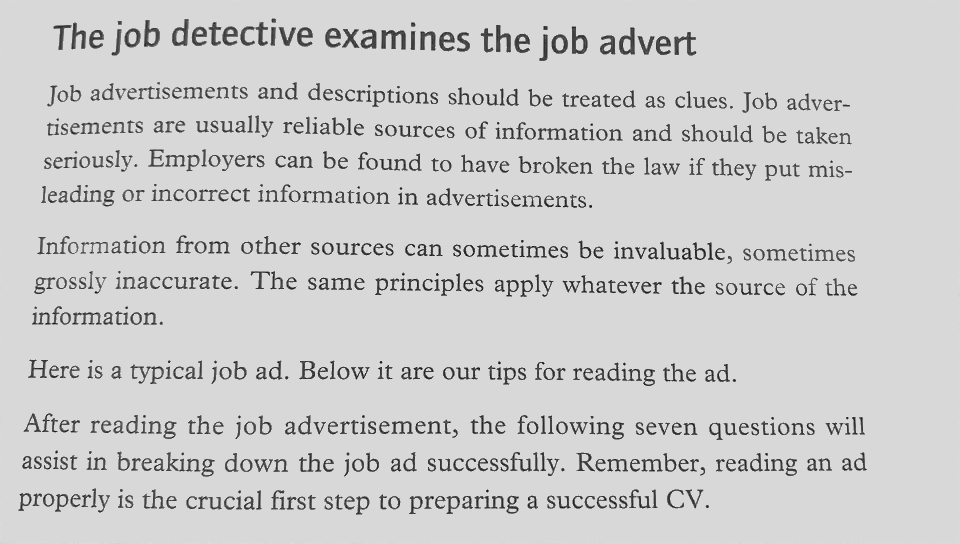 The job detective examines the job advert
Job advertisements and descriptions should be treated as clues. Job adver-
tisements are usually reliable sources of information and should be taken
seriously. Employers can be found to have broken the law if they put mis-
leading or incorrect information in advertisements.
Information from other sources can sometimes be invaluable, sometimes
grossly inaccurate. The same principles apply whatever the source of the
information.
Here is a typical job ad. Below it are our tips for reading the ad.
After reading the job advertisement, the following seven questions will
assist in breaking down the job ad successfully. Remember, reading an ad
properly is the crucial first step to preparing a successful CV.